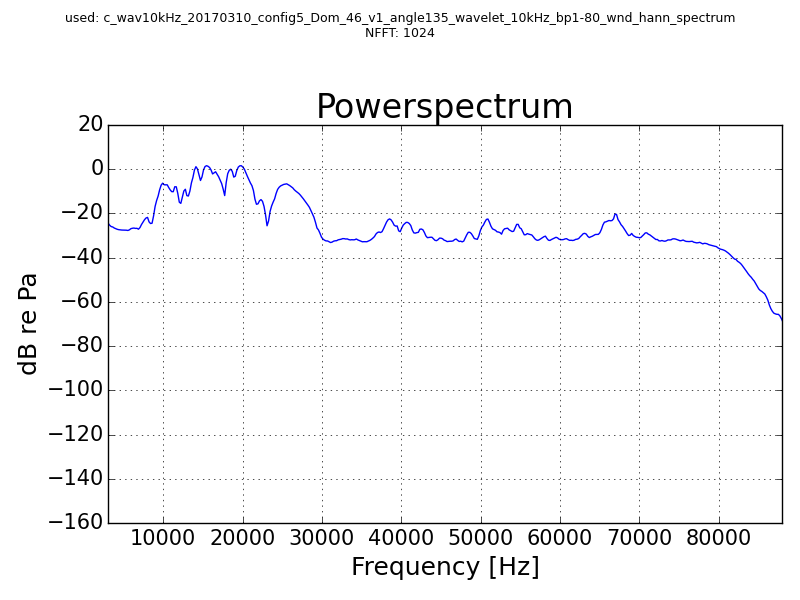 used: c_wav10kHz_20170310_config5_Dom_46_v1_angle135_wavelet_10kHz_bp1-80_wnd_hann_spectrum
NFFT: 1024
Powerspectrum
20
0
−20
−40
−60
−80
−100
−120
−140
−160
dB re Pa
10000 20000 30000 40000 50000 60000 70000 80000
Frequency [Hz]